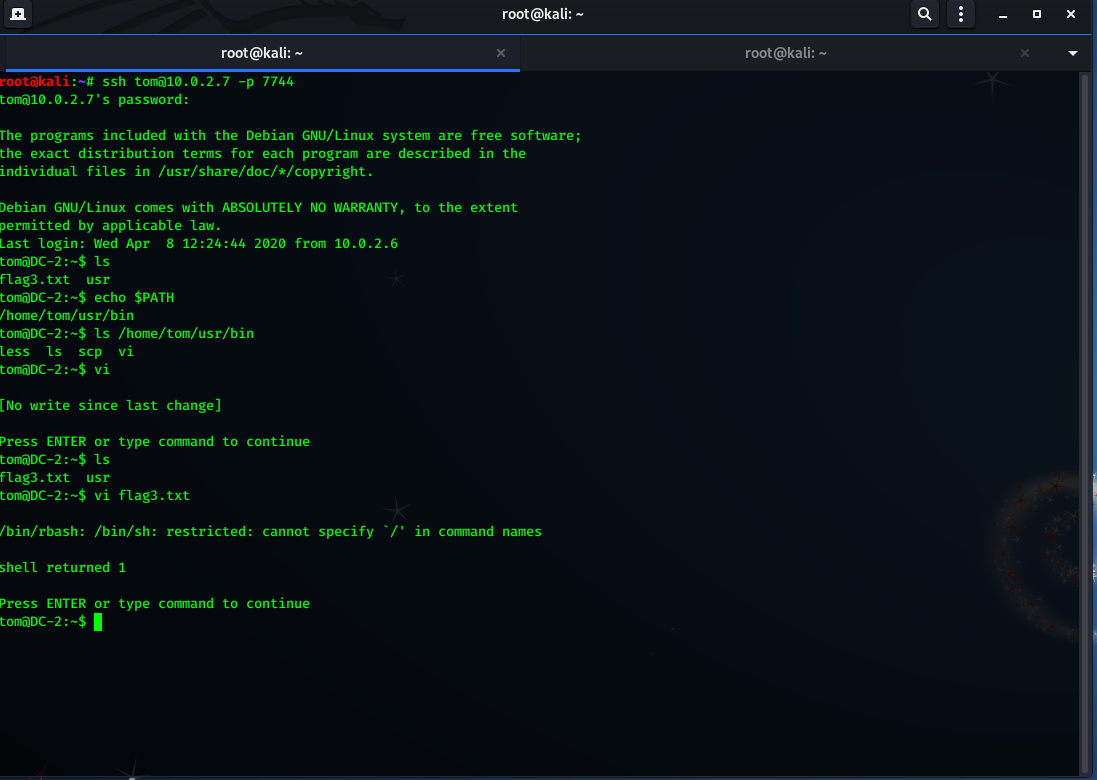 root@kali: ~
root@kali: ~
root@kali: ~
root@kali:~# ssh tom@10.0.2.7 -p 7744
tom@10.0.2.7's password:
The programs included with the Debian GNU/Linux system are free software;
the exact distribution terms for each program are described in the
individual files in /usr/share/doc/*/copyright.
Debian GNU/Linux comes with ABSOLUTELY NO WARRANTY, to the extent
permitted by applicable law.
Last login: Wed Apr  8 12:24:44 2020 from 10.0.2.6
tom@DC-2:~$ ls
flag3.txt  usr
tom@DC-2:~$ echo $PATH
/home/tom/usr/bin
tom@DC-2:~$ ls /home/tom/usr/bin
less  ls  scp  vi
tom@DC-2:~$ vi
[No write since last change]
Press ENTER or type command to continue
tom@DC-2:~$ ls
flag3.txt  usr
tom@DC-2:~$ vi flag3.txt
/bin/rbash: /bin/sh: restricted: cannot specify `/' in command names
shell returned 1
Press ENTER or type command to continue
tom@DC-2:~$